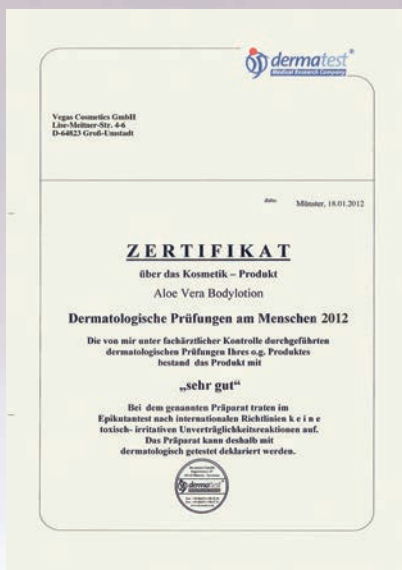 dermatest®
Medical Research Company
Vegas Cosmetics GmbH
Lise-Meitner-Str. 4-6
D-64823 Groß-Umstadt
date. Münster, 18.01.2012
ZERTIFIKAT
über das Kosmetik – Produkt
Aloe Vera Bodylotion
Dermatologische Prüfungen am Menschen 2012
Die von mir unter fachärztlicher Kontrolle durchgeführten
dermatologischen Prüfungen Ihres o.g. Produktes
bestand das Produkt mit
„sehr gut“
Bei dem genannten Präparat traten im
Epikutantest nach internationalen Richtlinien k e i n e
toxisch- irritativen Unverträglichkeitsreaktionen auf.
Das Präparat kann deshalb mit
dermatologisch getestet deklariert werden.
dermatest